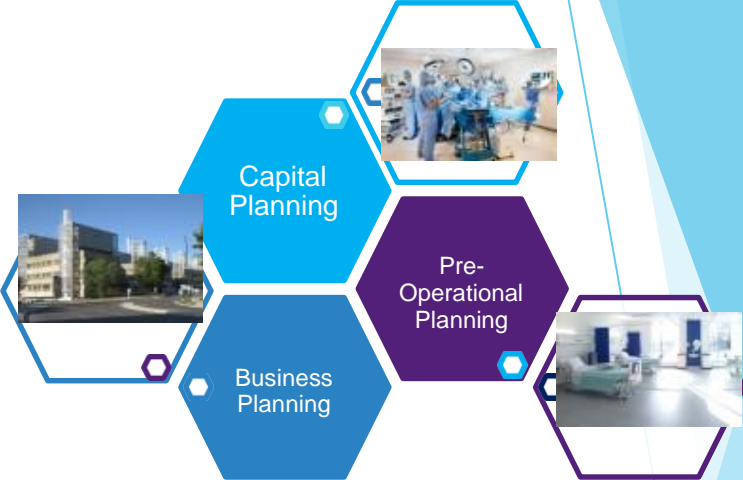 Capital
Planning
Pre-
Operational
Planning
Business
Planning